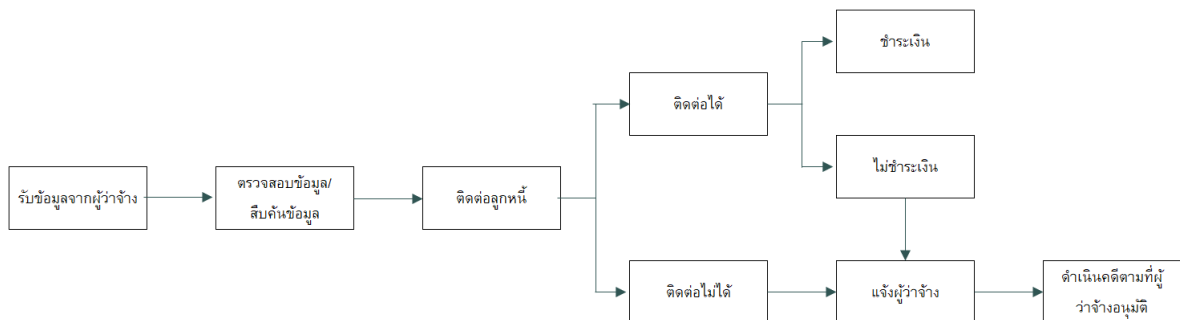 รับข้อมูลจากผู้ว่าจ้าง
ตรวจสอบข้อมูล/
สืบค้นข้อมูล
ติดต่อลูกหนี้
ติดต่อได้
ชำระเงิน
ไม่ชำระเงิน
ติดต่อไม่ได้
แจ้งผู้ว่าจ้าง
ดำเนินคดีตามที่ผู้
ว่าจ้างอนุมัติ